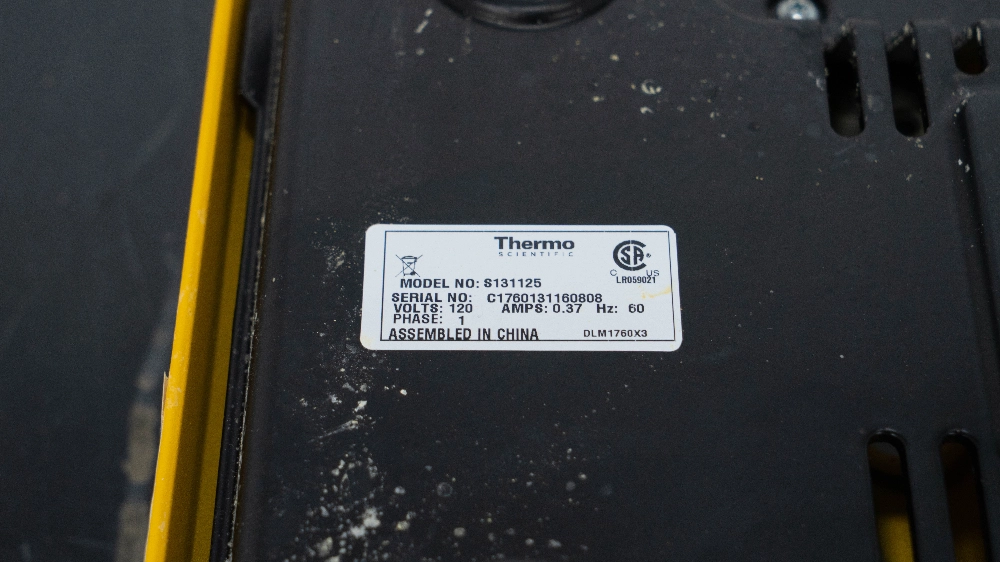 Thermo
SCIENTIFIC
CSA®
C US
LR059021
MODEL NO: S131125
SERIAL NO: C1760131160808
VOLTS: 120 AMPS: 0.37 Hz: 60
PHASE: 1
ASSEMBLED IN CHINA DLM1760X3